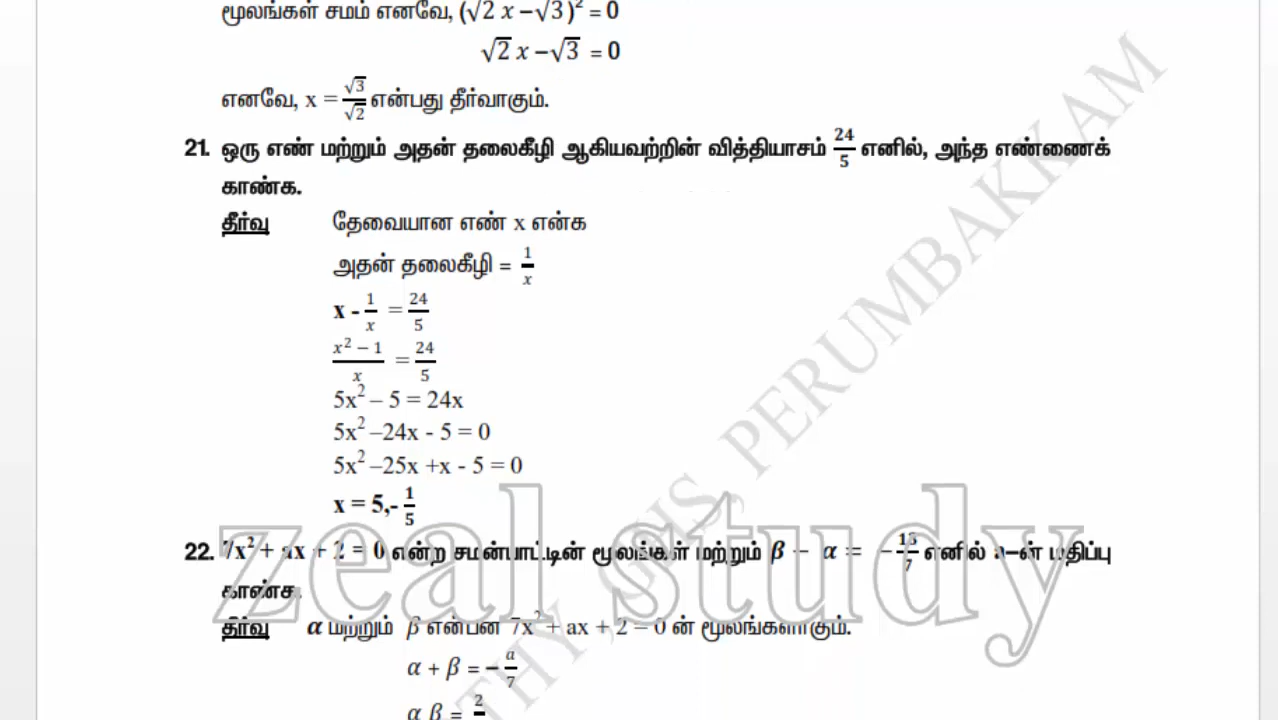 மூலங்கள் சமம் எனவே, (√2 x – √3)² = 0
√2 x – √3 = 0
எனவே, x = √3/√2 என்பது தீர்வாகும்.
21. ஒரு எண் மற்றும் அதன் தலைகீழி ஆகியவற்றின் வித்தியாசம் 24/5 எனில், அந்த எண்ணைக்
காண்க.
தீர்வு தேவையான எண் x என்க
அதன் தலைகீழி = 1/x
x - 1/x = 24/5
x² – 1/x = 24/5
5x² – 5 = 24x
5x² –24x - 5 = 0
5x² –25x +x - 5 = 0
x = 5,- 1/5
22. 7x² + ax + 2 = 0 என்ற சமன்பாட்டின் மூலங்கள் மற்றும் β – α = – 13/7 எனில் a–ன் மதிப்பு
காண்க.
தீர்வு α மற்றும் β என்பன 7x² + ax + 2 = 0 ன் மூலங்களாகும்.
α + β = – a/7
α β = 2
zeal study
THY, GHS, PERUMBAKKAM